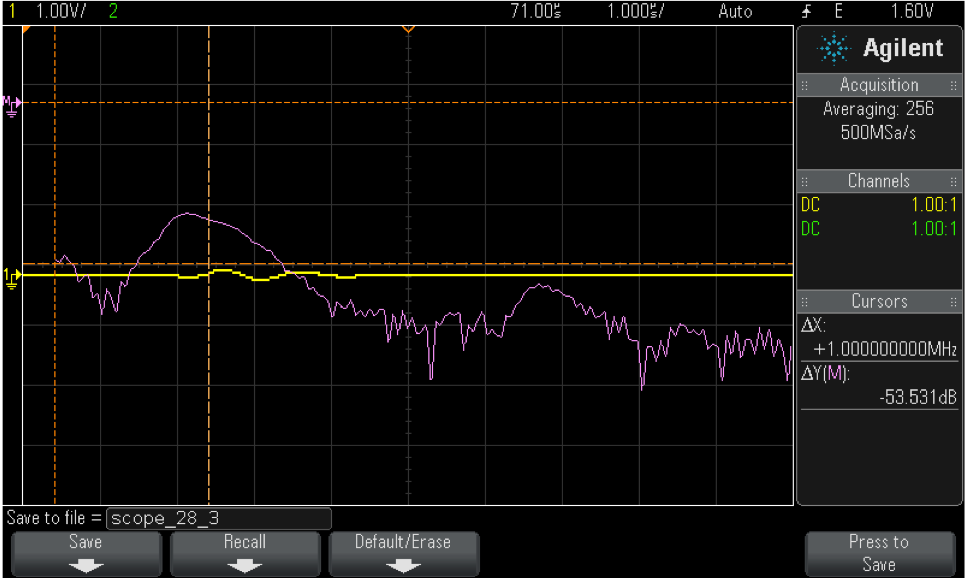 1 1.00V/ 2 71.00s 1.000s/ Auto E 1.60V
Agilent
Acquisition
Averaging: 256
500MSa/s
Channels
DC 1.00:1
DC 1.00:1
Cursors
ΔX:
+1.000000000MHz
ΔY(M):
-53.531dB
M
1
Save to file = scope_28_3
Save Recall Default/Erase Press to Save